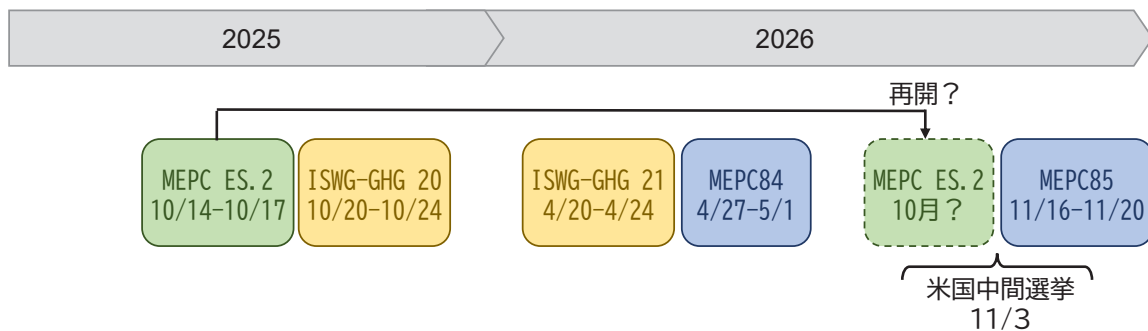 2025
2026
再開？
MEPC ES.2
10/14-10/17
ISWG-GHG 20
10/20-10/24
ISWG-GHG 21
4/20-4/24
MEPC84
4/27-5/1
MEPC ES.2
10月？
MEPC85
11/16-11/20
米国中間選挙
11/3